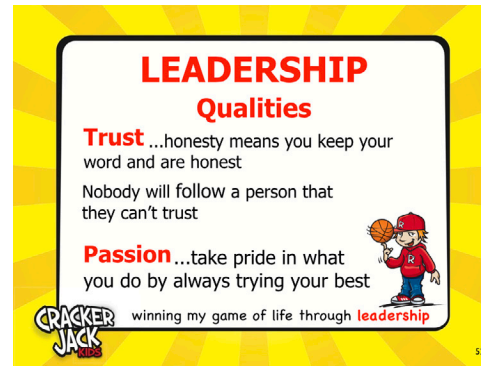 LEADERSHIP
Qualities
Trust ...honesty means you keep your
word and are honest
Nobody will follow a person that
they can't trust
Passion...take pride in what
you do by always trying your best
R
R
CRACKER
JACK
KIDS
winning my game of life through leadership